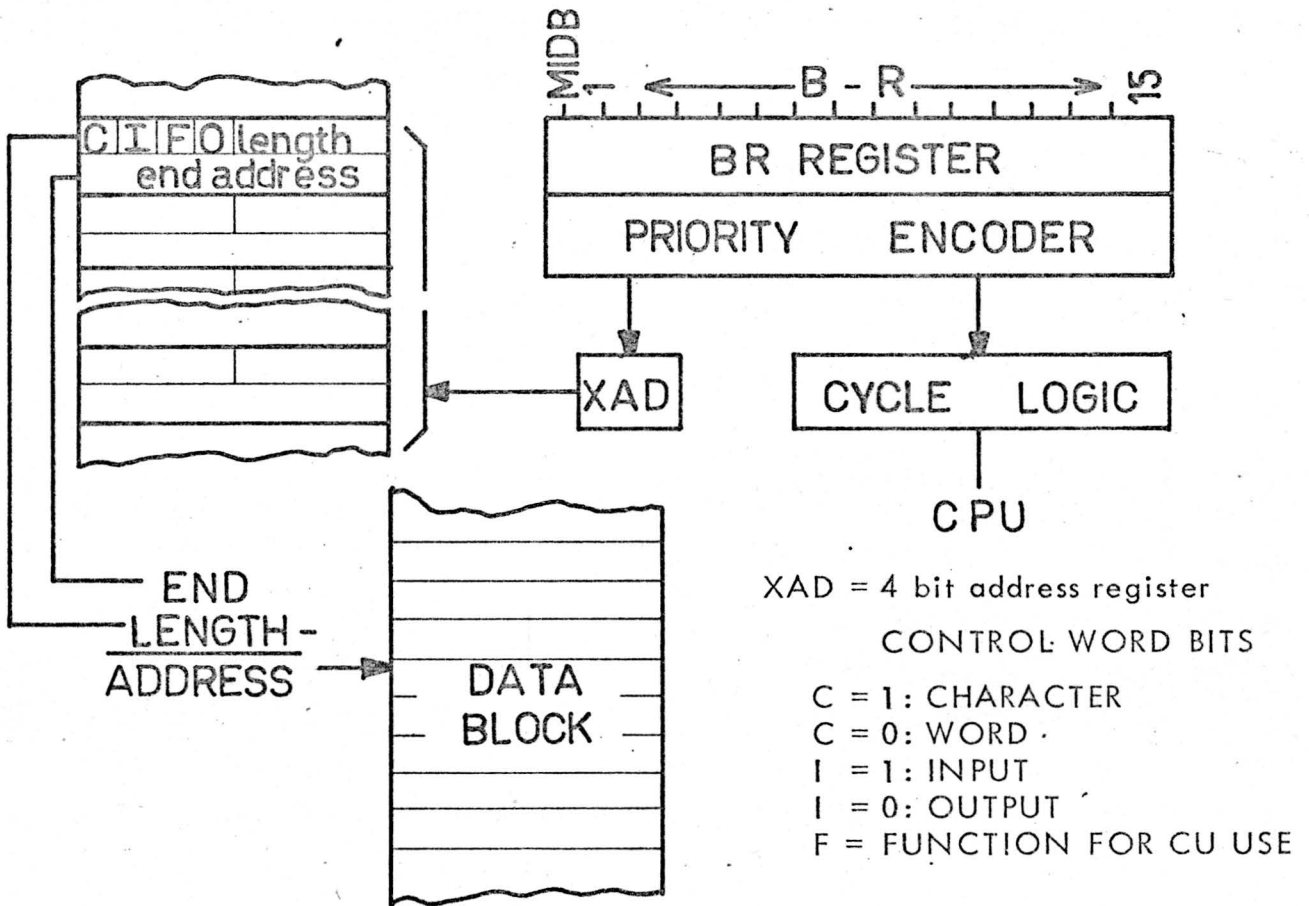 MIDB
1
B - R
15
C I F O length
end address
BR REGISTER
PRIORITY ENCODER
XAD
CYCLE LOGIC
CPU
END
LENGTH -
ADDRESS
DATA
BLOCK
XAD = 4 bit address register
CONTROL WORD BITS
C = 1: CHARACTER
C = 0: WORD
I = 1: INPUT
I = 0: OUTPUT
F = FUNCTION FOR CU USE